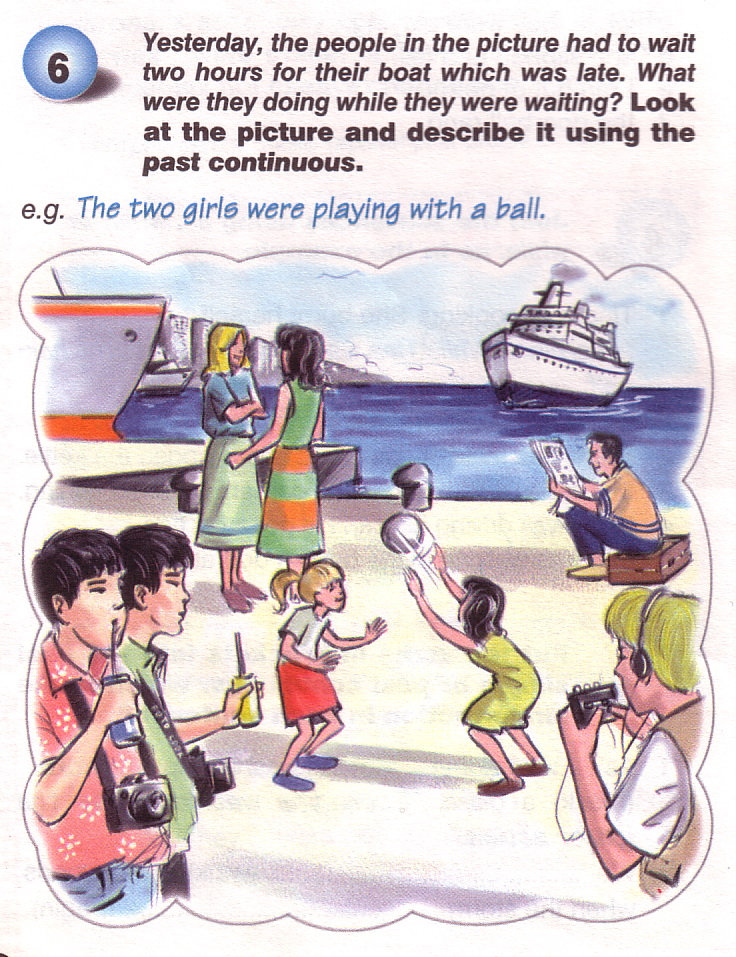 6
Yesterday, the people in the picture had to wait
two hours for their boat which was late. What
were they doing while they were waiting? Look
at the picture and describe it using the
past continuous.
e.g. The two girls were playing with a ball.